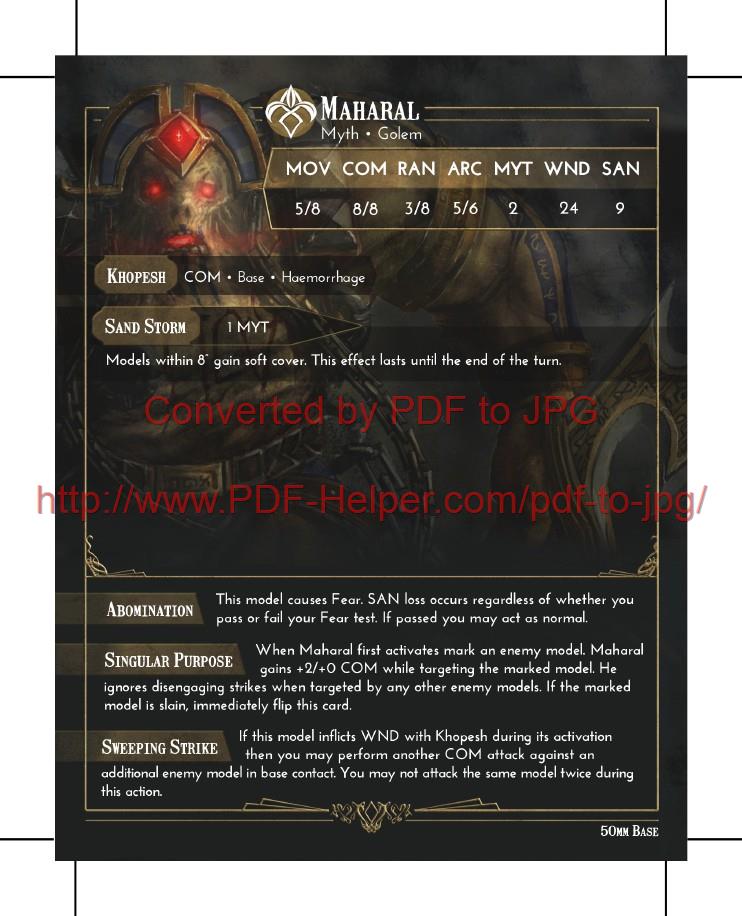 MAHARAL
Myth • Golem
MOV COM RAN ARC MYT WND SAN
5/8 8/8 3/8 5/6 2 24 9
KHOPESH COM • Base • Haemorrhage
SAND STORM 1 MYT
Models within 8" gain soft cover. This effect lasts until the end of the turn.
Converted by PDF to JPG
http://www.PDF-Helper.com/pdf-to-jpg/
ABOMINATION This model causes Fear. SAN loss occurs regardless of whether you
pass or fail your Fear test. If passed you may act as normal.
SINGULAR PURPOSE When Maharal first activates mark an enemy model. Maharal
gains +2/+0 COM while targeting the marked model. He
ignores disengaging strikes when targeted by any other enemy models. If the marked
model is slain, immediately flip this card.
SWEEPING STRIKE If this model inflicts WND with Khopesh during its activation
then you may perform another COM attack against an
additional enemy model in base contact. You may not attack the same model twice during
this action.
50MM BASE